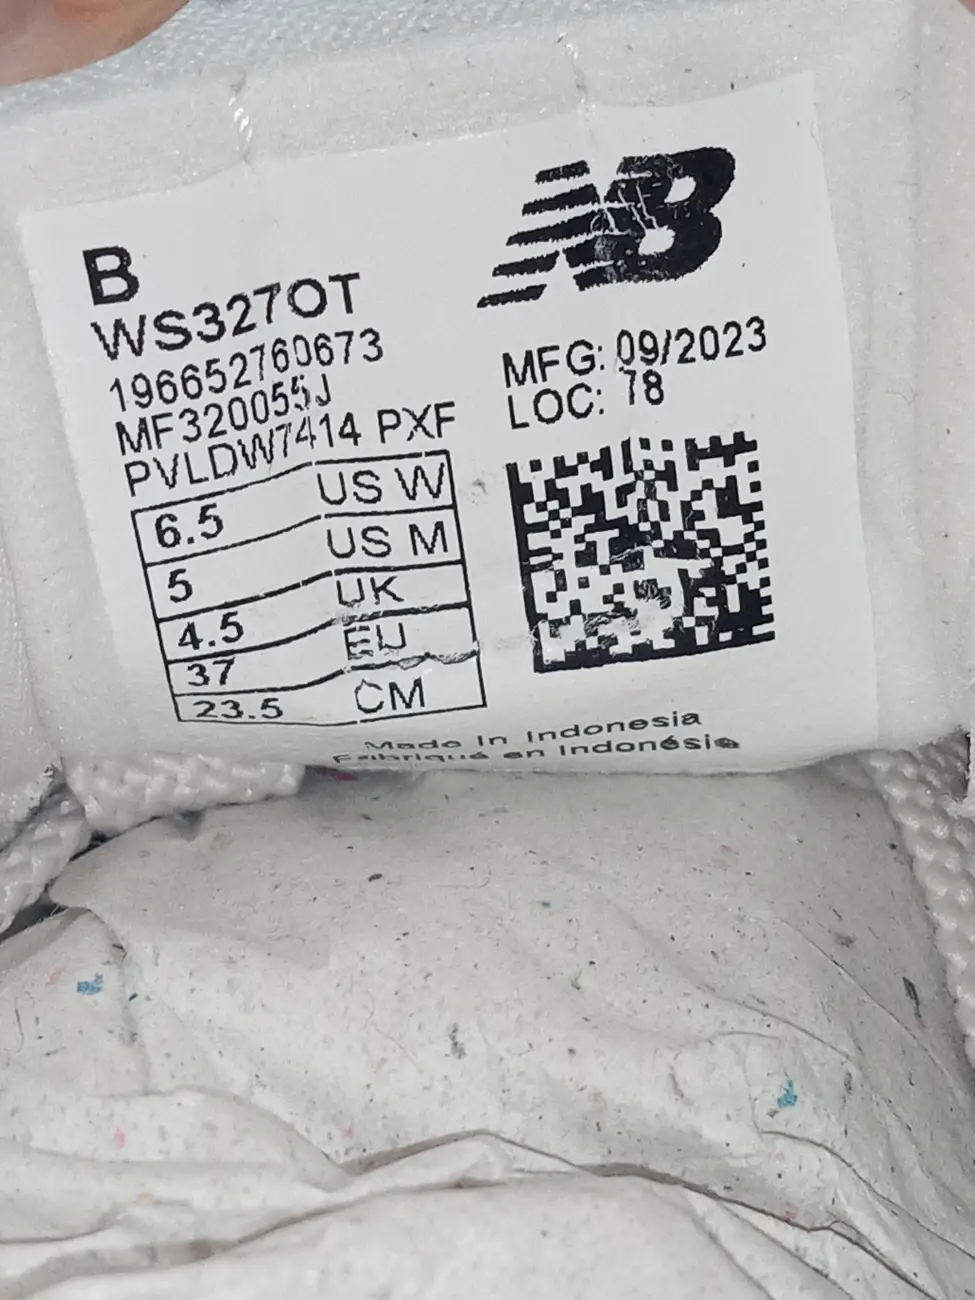 B
WS327OT
196652760673
MF320055J
PVLDW7414 PXF
6.5 US W
5 US M
4.5 UK
37 EU
23.5 CM
NB
MFG: 09/2023
LOC: 78
Made In Indonesia
Fabriqué en Indonésie